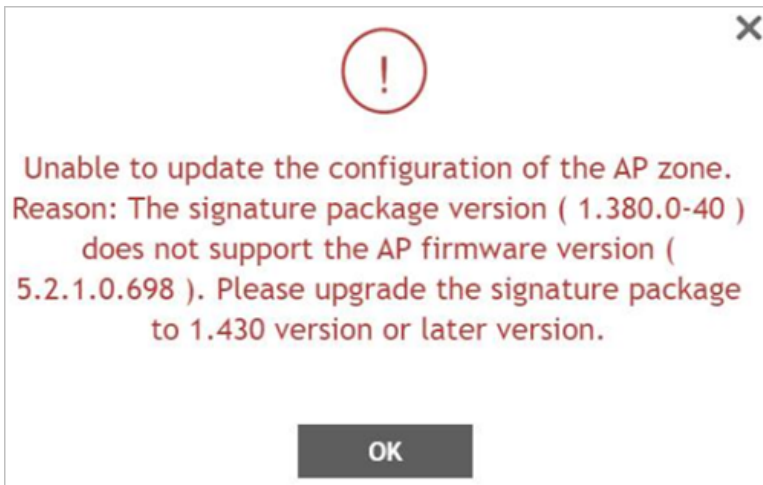 Unable to update the configuration of the AP zone.
Reason: The signature package version ( 1.380.0-40 )
does not support the AP firmware version (
5.2.1.0.698 ). Please upgrade the signature package
to 1.430 version or later version.
OK